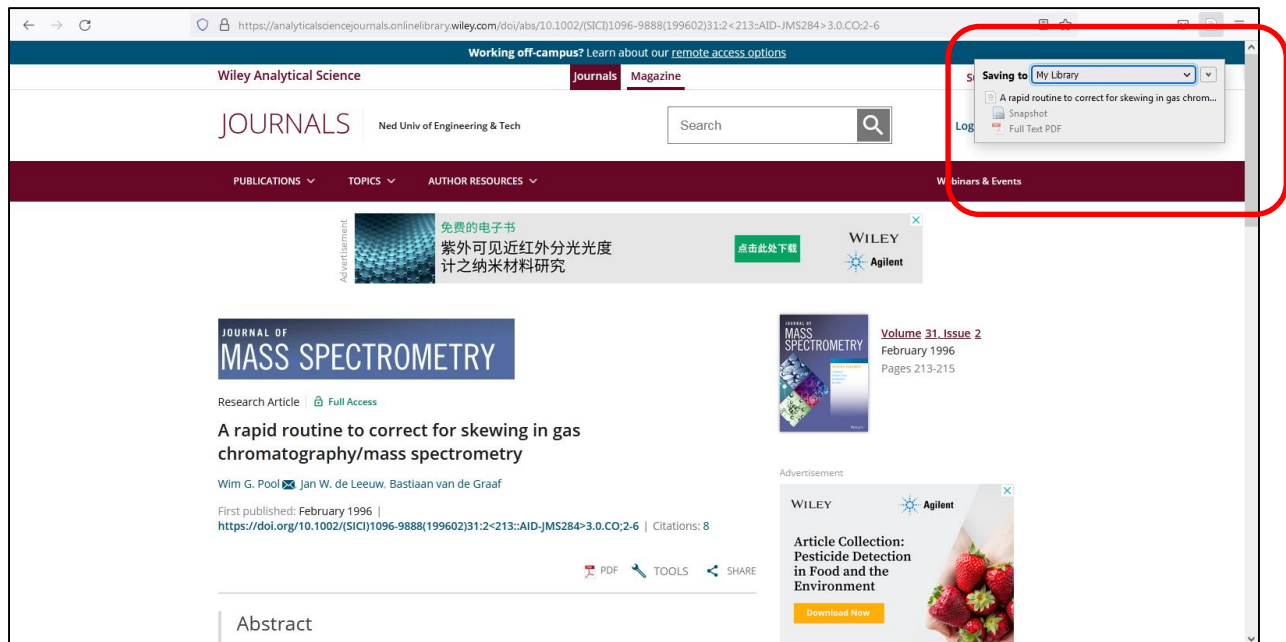 https://analyticalsciencejournals.onlinelibrary.wiley.com/doi/abs/10.1002/(SICI)1096-9888(199602)31:2<213::AID-JMS284>3.0.CO;2-6
Working off-campus? Learn about our remote access options
Wiley Analytical Science
Journals Magazine
Saving to My Library
A rapid routine to correct for skewing in gas chrom...
Snapshot
Full Text PDF
JOURNALS
Ned Univ of Engineering & Tech
Search
Log
PUBLICATIONS
TOPICS
AUTHOR RESOURCES
Webinars & Events
Advertisement
免费的电子书
紫外可见近红外分光光度
计之纳米材料研究
点击此处下载
WILEY
Agilent
JOURNAL OF
MASS SPECTROMETRY
JOURNAL OF
MASS
SPECTROMETRY
Volume 31, Issue 2
February 1996
Pages 213-215
Research Article
Full Access
A rapid routine to correct for skewing in gas
chromatography/mass spectrometry
Wim G. Pool, Jan W. de Leeuw, Bastiaan van de Graaf
First published: February 1996 |
https://doi.org/10.1002/(SICI)1096-9888(199602)31:2<213::AID-JMS284>3.0.CO;2-6 | Citations: 8
PDF TOOLS SHARE
Abstract
Advertisement
WILEY
Agilent
Article Collection:
Pesticide Detection
in Food and the
Environment
Download Now